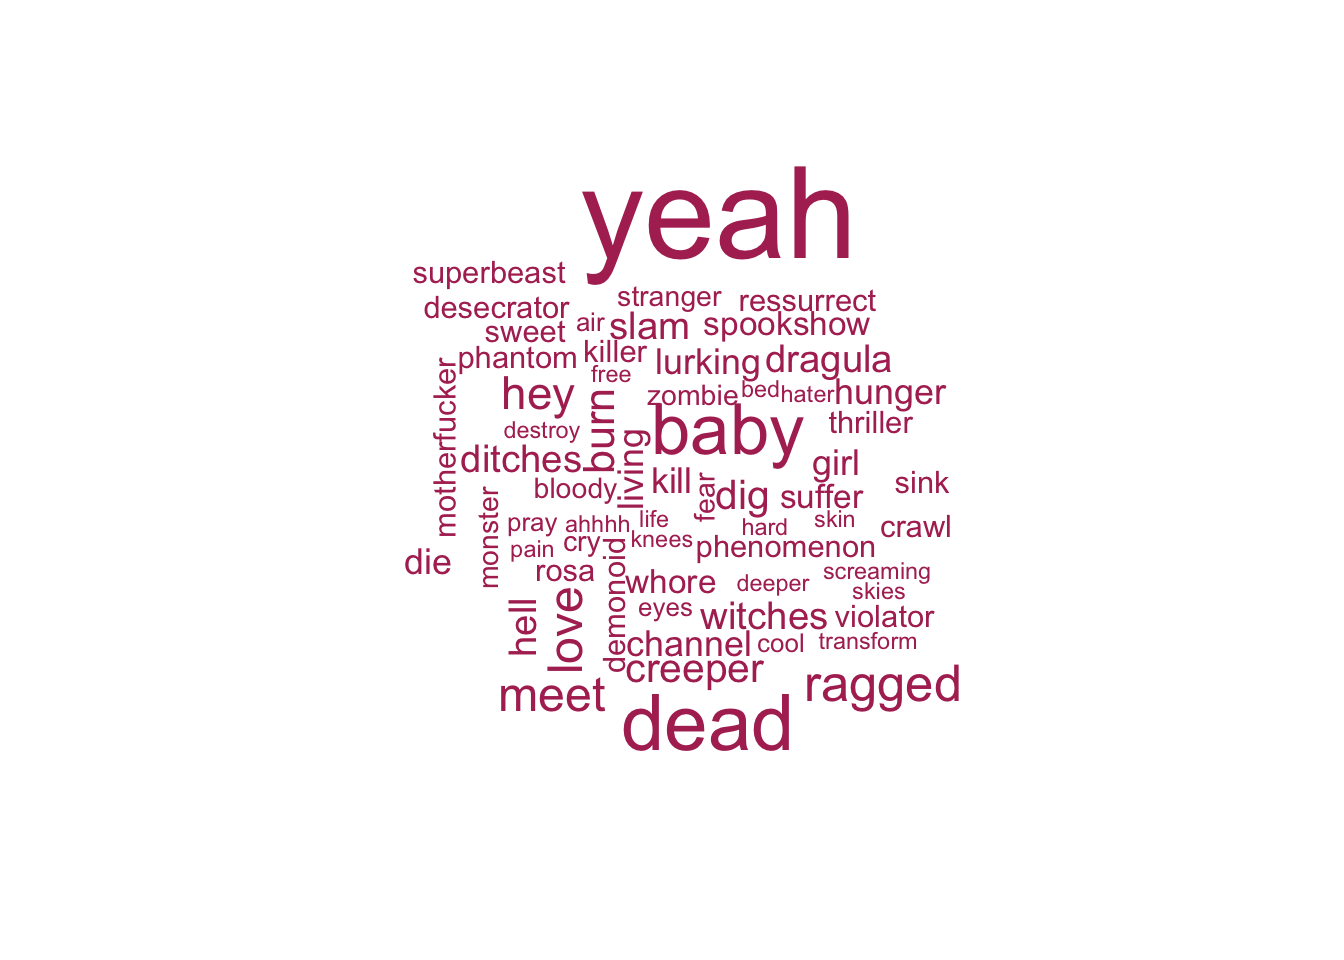 yeah
superbeast
stranger
ressurrect
desecrator
air
slam
spookshow
sweet
killer
phantom
lurking
dragula
free
motherfucker
hey
burn
zombie
bed
hater
hunger
baby
thriller
destroy
ditches
living
girl
kill
bloody
fear
dig
suffer
sink
monster
pray
ahhhh
life
hard
skin
crawl
pain
cry
knees
phenomenon
die
rosa
demonoid
whore
deeper
screaming
skies
hell
love
eyes
witches
violator
channel
cool
transform
creeper
meet
ragged
dead